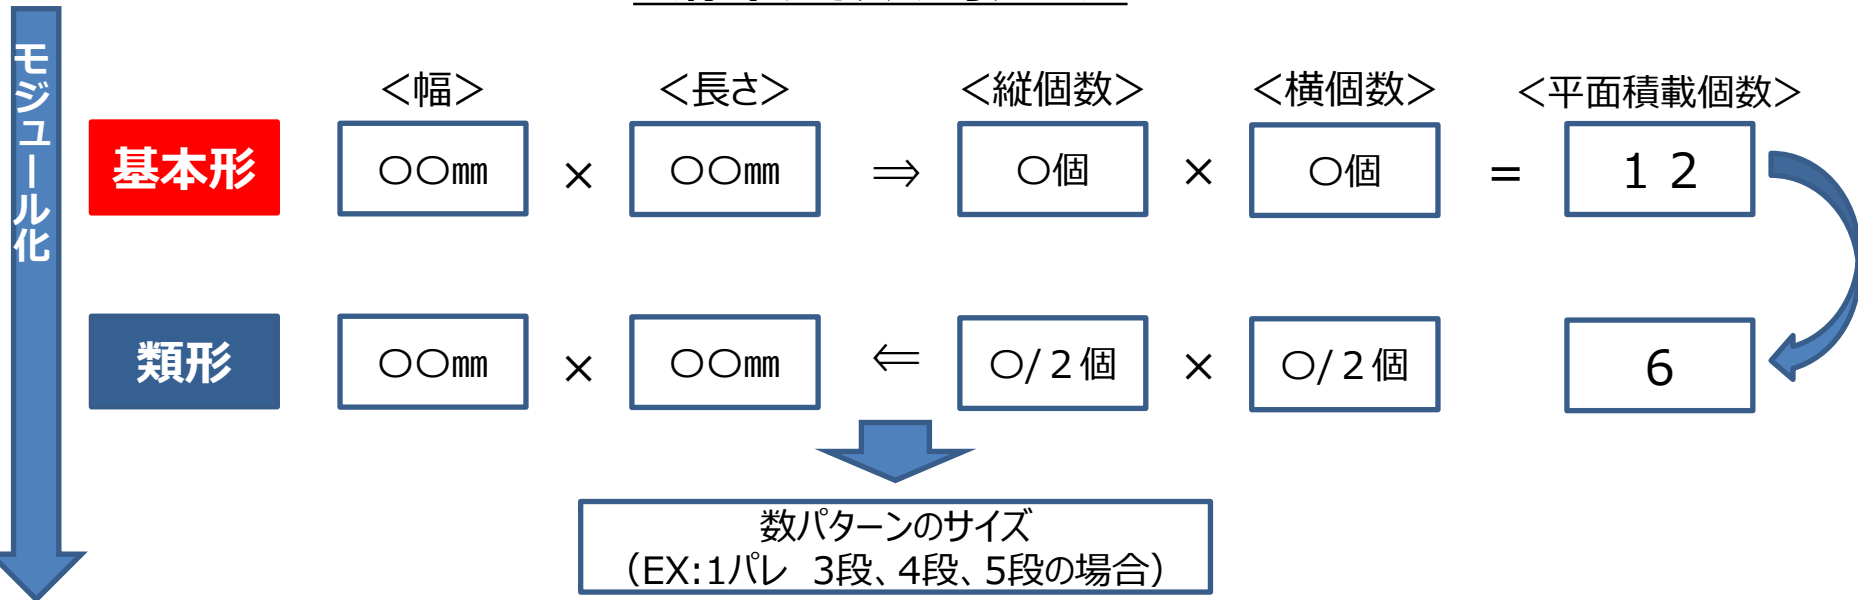 モジュール化
＜幅＞ ＜長さ＞ ＜縦個数＞ ＜横個数＞ ＜平面積載個数＞
基本形 〇〇㎜ × 〇〇㎜ ⇒ 〇個 × 〇個 = １２
類形 〇〇㎜ × 〇〇㎜ ⇐ 〇/２個 × 〇/２個 6
数パターンのサイズ
（EX:1パレ 3段、4段、5段の場合）